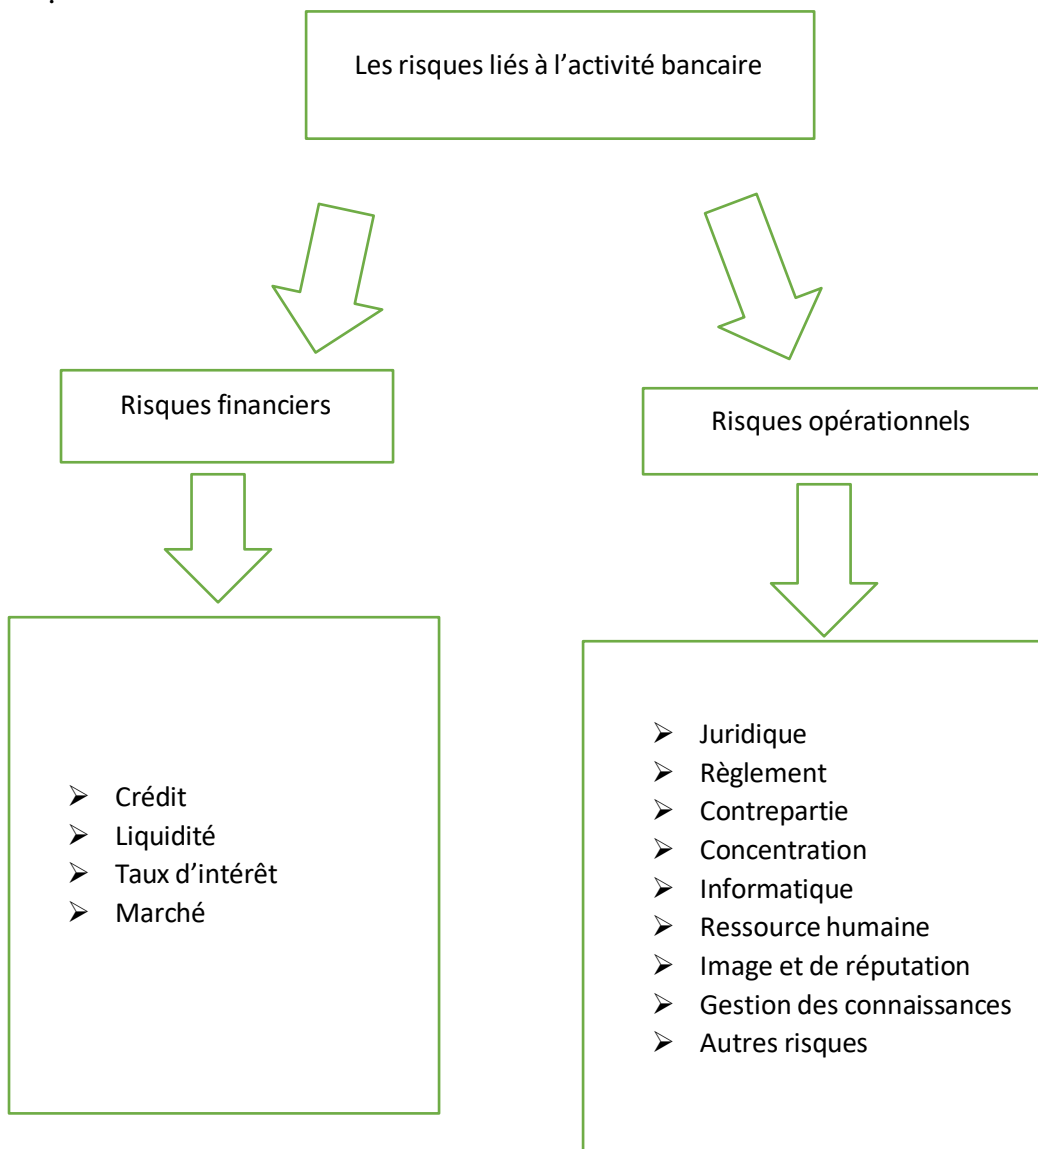 Les risques liés à l’activité bancaire
Risques financiers
Risques opérationnels
➢ Crédit
➢ Liquidité
➢ Taux d’intérêt
➢ Marché
➢ Juridique
➢ Règlement
➢ Contrepartie
➢ Concentration
➢ Informatique
➢ Ressource humaine
➢ Image et de réputation
➢ Gestion des connaissances
➢ Autres risques